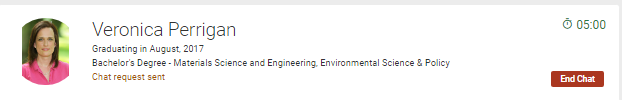 Veronica Perrigan
05:00
Graduating in August, 2017
Bachelor's Degree - Materials Science and Engineering, Environmental Science & Policy
Chat request sent
End Chat